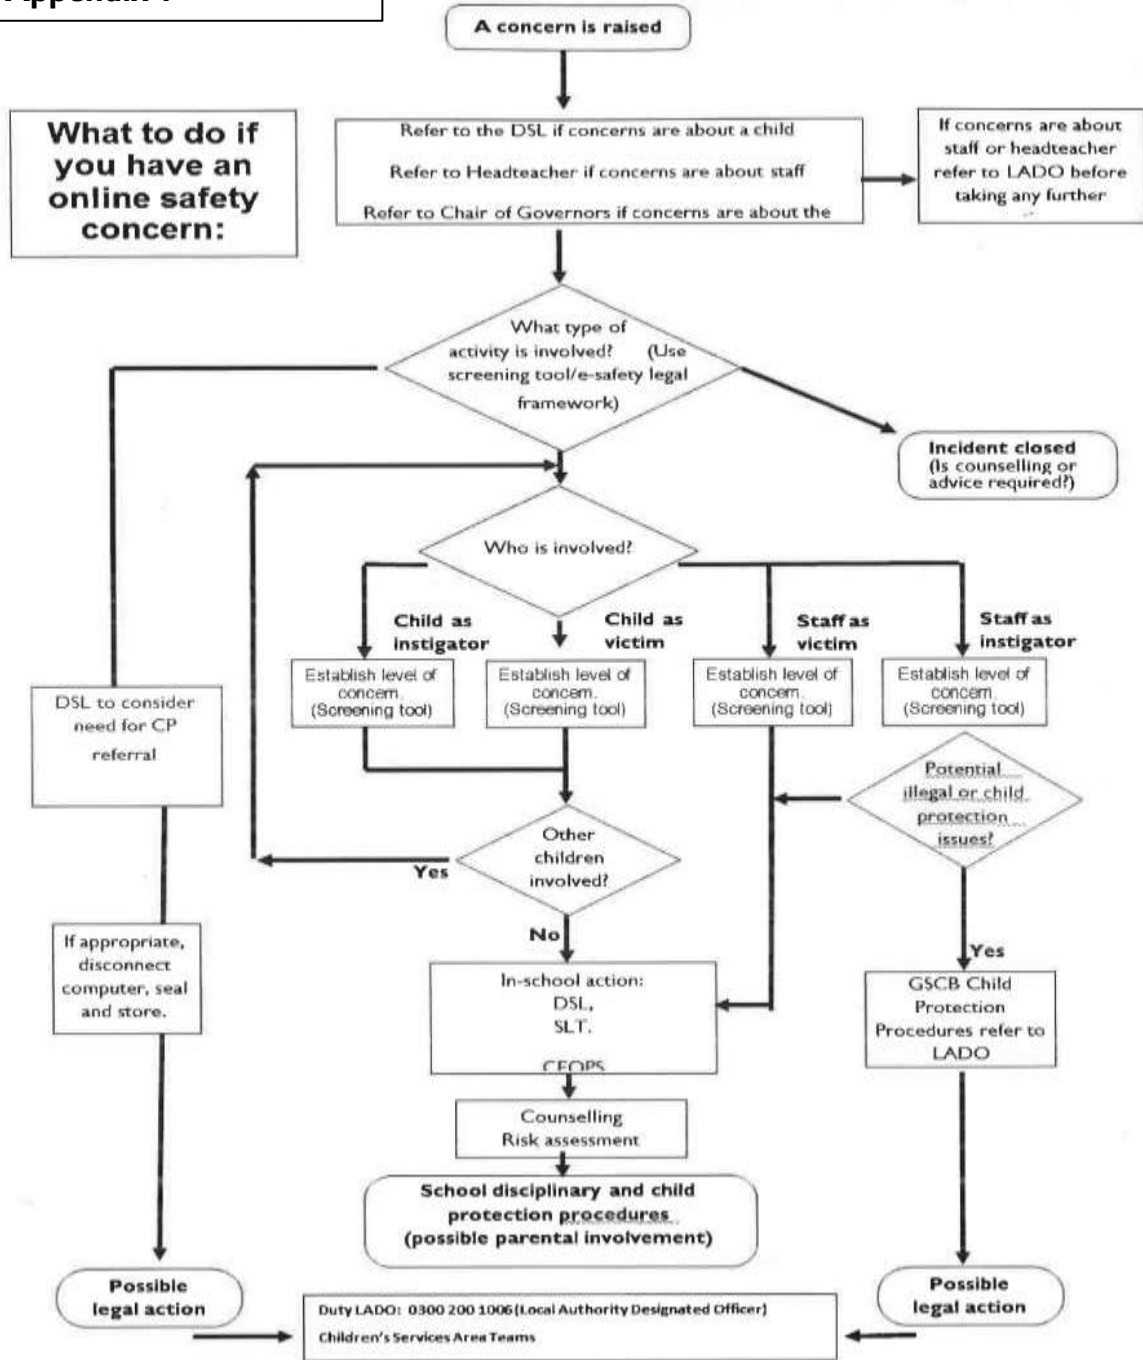 A concern is raised
What to do if
you have an
online safety
concern:
Refer to the DSL if concerns are about a child
Refer to Headteacher if concerns are about staff
Refer to Chair of Governors if concerns are about the
If concerns are about
staff or headteacher
refer to LADO before
taking any further
What type of
activity is involved? (Use
screening tool/e-safety legal
framework)
Incident closed
(Is counselling or
advice required?)
Who is involved?
Child as
instigator
Child as
victim
Staff as
victim
Staff as
instigator
Establish level of
concern.
(Screening tool)
Establish level of
concern.
(Screening tool)
Establish level of
concern.
(Screening tool)
Establish level of
concern.
(Screening tool)
DSL to consider
need for CP
referral
Potential
illegal or child
protection
issues?
Other
children
involved?
Yes
No
Yes
If appropriate,
disconnect
computer, seal
and store.
In-school action:
DSL,
SLT.
CEOPS
GSCB Child
Protection
Procedures refer to
LADO
Counselling
Risk assessment
School disciplinary and child
protection procedures
(possible parental involvement)
Possible
legal action
Possible
legal action
Duty LADO: 0300 200 1006(Local Authority Designated Officer)
Children's Services Area Teams